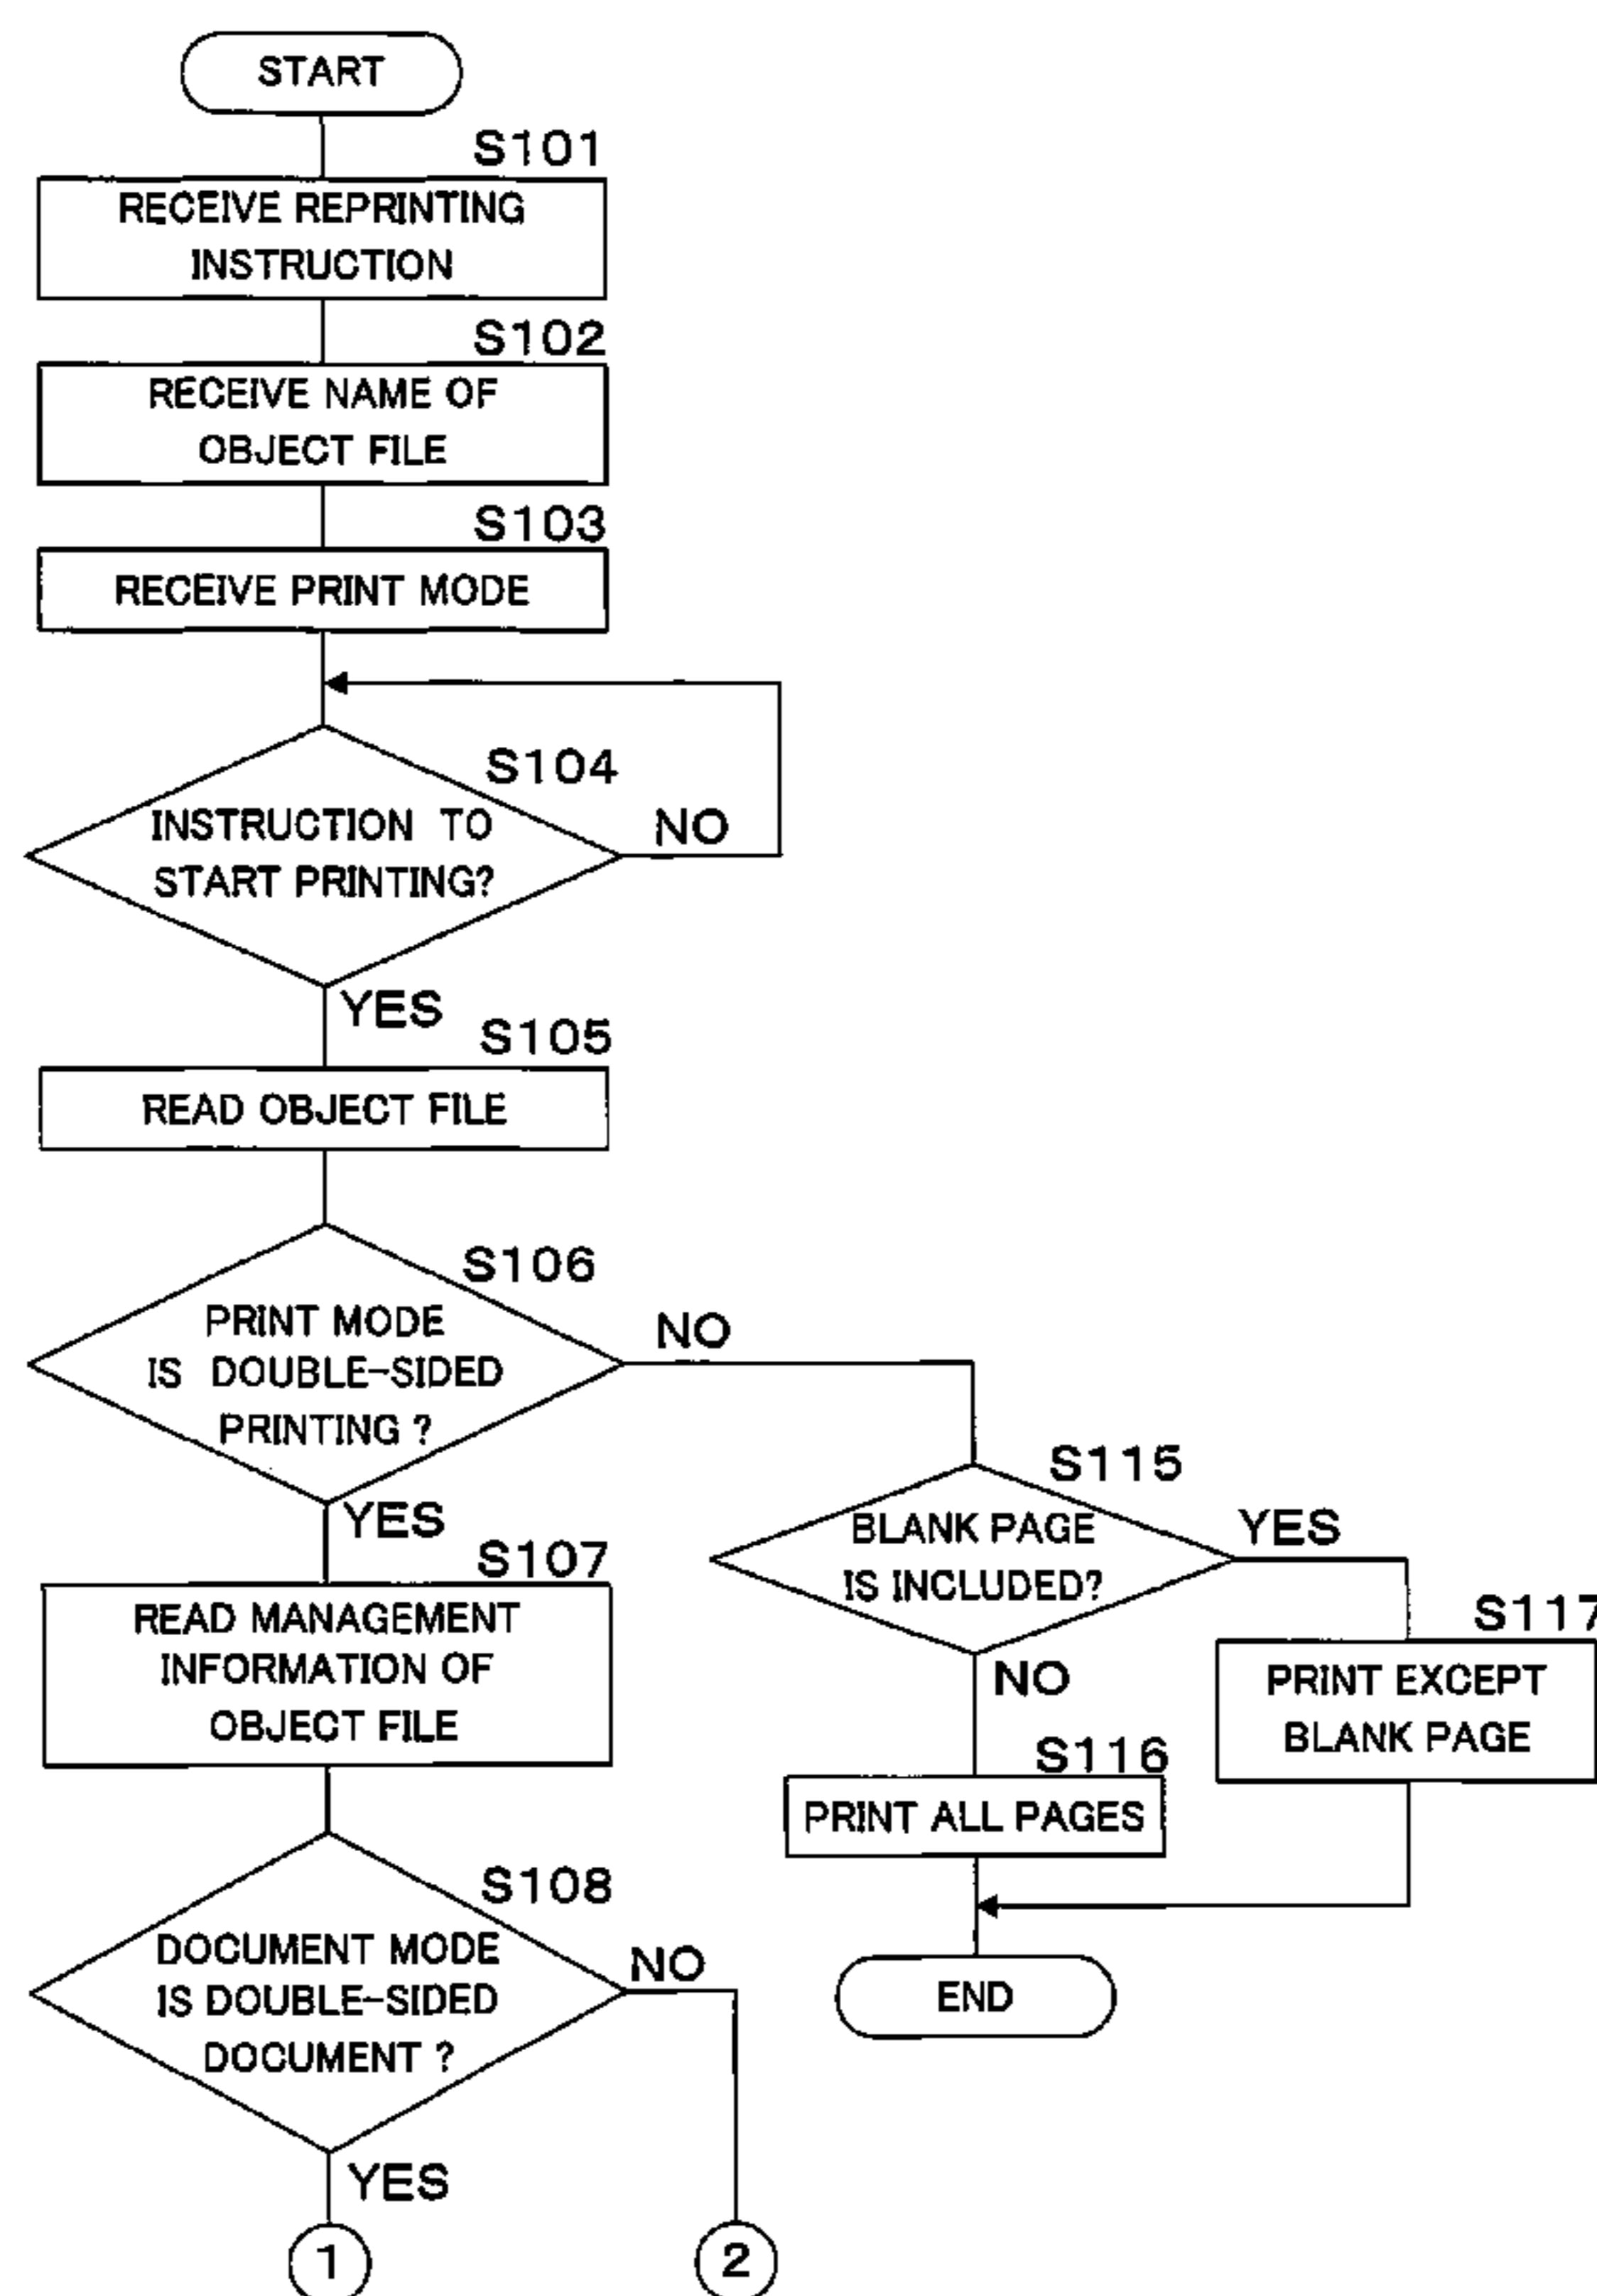 START
S101
RECEIVE REPRINTING
INSTRUCTION
S102
RECEIVE NAME OF
OBJECT FILE
S103
RECEIVE PRINT MODE
S104
INSTRUCTION TO
START PRINTING?
NO
YES
S105
READ OBJECT FILE
S106
PRINT MODE
IS DOUBLE-SIDED
PRINTING ?
NO
YES
S107
READ MANAGEMENT
INFORMATION OF
OBJECT FILE
S108
DOCUMENT MODE
IS DOUBLE-SIDED
DOCUMENT ?
NO
YES
1
2
S115
BLANK PAGE
IS INCLUDED?
YES
NO
S117
PRINT EXCEPT
BLANK PAGE
S116
PRINT ALL PAGES
END